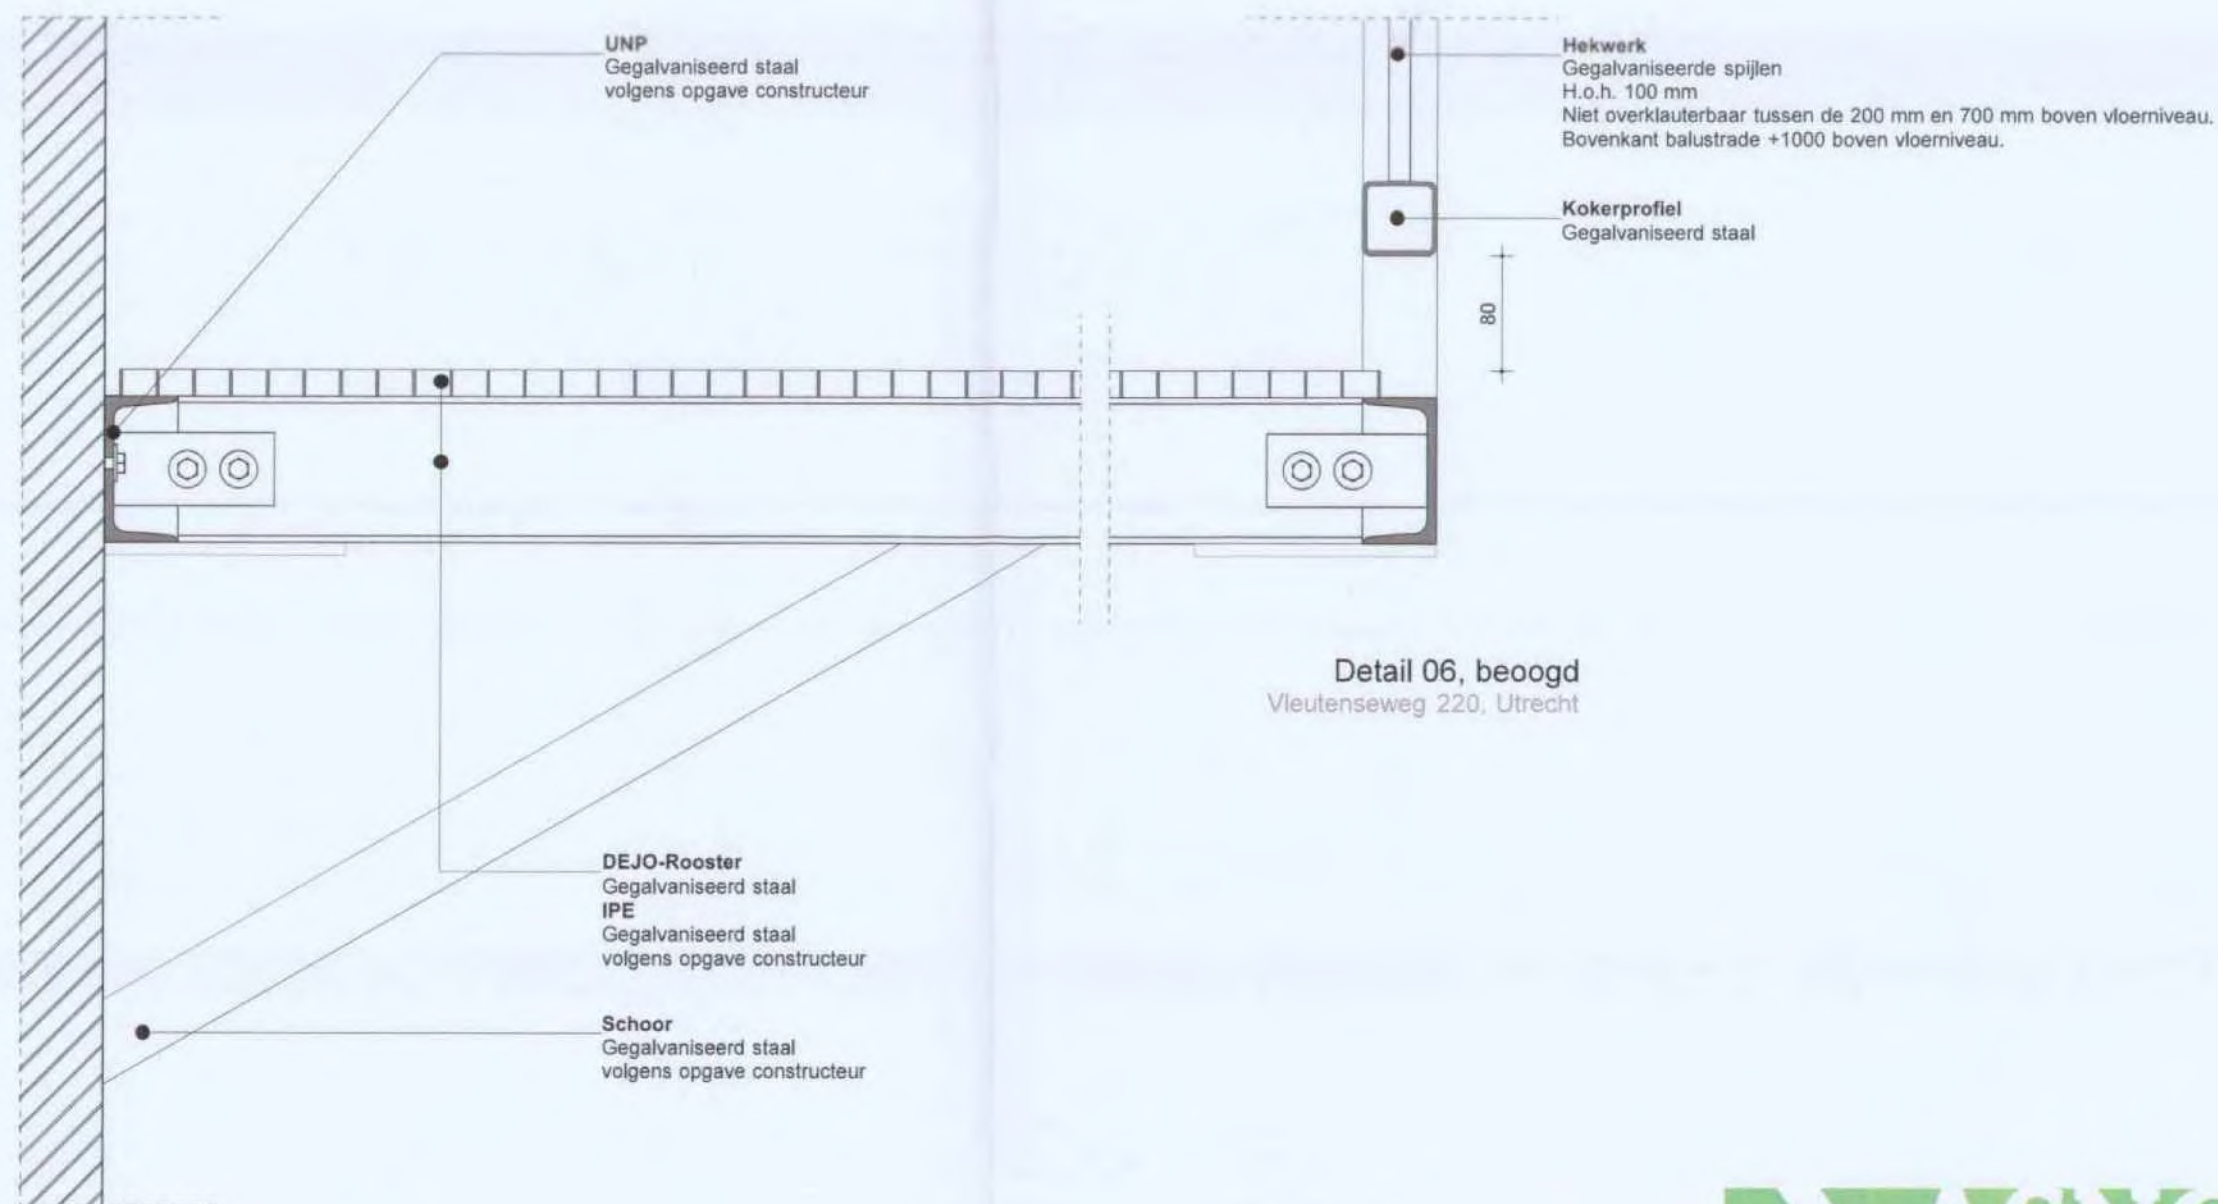 UNP
Gegalvaniseerd staal
volgens opgave constructeur
Hekwerk
Gegalvaniseerde spijlen
H.o.h. 100 mm
Niet overklauterbaar tussen de 200 mm en 700 mm boven vloerniveau.
Bovenkant balustrade +1000 boven vloerniveau.
Kokerprofiel
Gegalvaniseerd staal
80
Detail 06, beoogd
Vleutenseweg 220, Utrecht
DEJO-Rooster
Gegalvaniseerd staal
IPE
Gegalvaniseerd staal
volgens opgave constructeur
Schoor
Gegalvaniseerd staal
volgens opgave constructeur